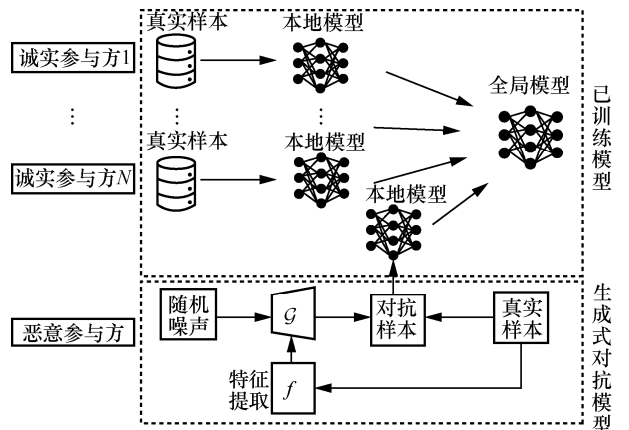 真实样本
本地模型
诚实参与方1
全局模型
⋮
⋮
⋮
真实样本
本地模型
诚实参与方N
本地模型
已训练模型
随机
噪声
G
对抗
样本
真实
样本
恶意参与方
特征
提取
f
生成式对抗模型